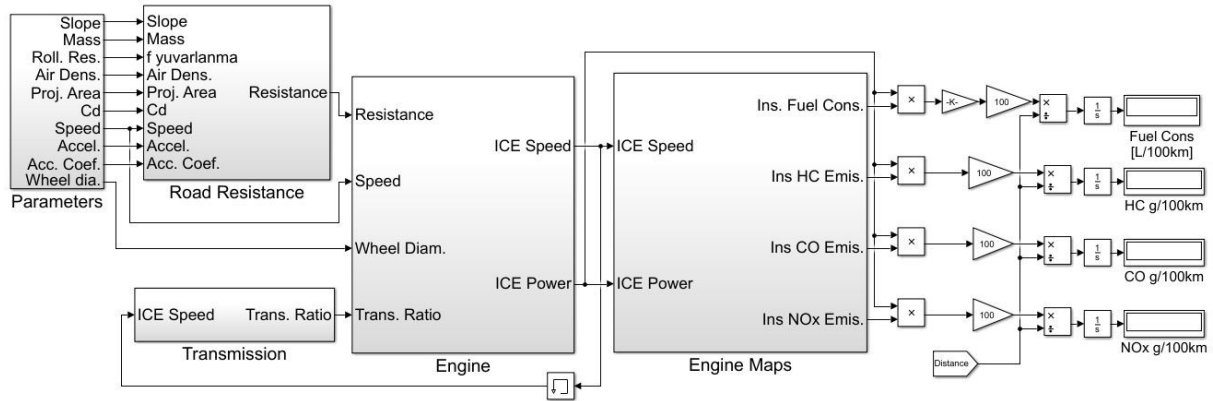 Slope
Mass
Roll. Res.
Air Dens.
Proj. Area
Cd
Speed
Accel.
Acc. Coef.
Wheel dia.
Parameters
Slope
Mass
f yuvarlanma
Air Dens.
Proj. Area
Cd
Speed
Accel.
Acc. Coef.
Resistance
Road Resistance
ICE Speed
Trans. Ratio
Transmission
Resistance
Speed
Wheel Diam.
Trans. Ratio
ICE Speed
ICE Power
Engine
ICE Speed
ICE Power
Ins. Fuel Cons.
Ins HC Emis.
Ins CO Emis.
Ins NOx Emis.
Engine Maps
×
-K-
100
×
÷
1
s
Fuel Cons
[L/100km]
×
100
×
÷
1
s
HC g/100km
×
100
×
÷
1
s
CO g/100km
×
100
×
÷
1
s
NOx g/100km
Distance